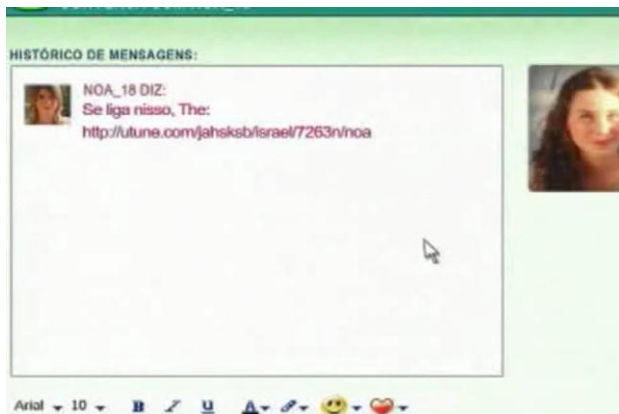 HISTÓRICO DE MENSAGENS:
NOA_18 DIZ:
Se liga nisso, The:
http://utune.com/jahsksb/israel/7263n/noa
Arial 10 B I U A